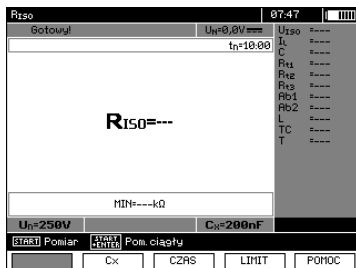 RISO 07:47
Gotowy! UN=0,0V
tn=10:00
RISO=---
MIN=---kΩ
Un=250V Cx=200nF
UISO =----
IL =----
C =----
Rt1 =----
Rt2 =----
Rt3 =----
Ab1 =----
Ab2 =----
L =----
TC =----
T =----
START Pomiar START +ENTER Pom. ciągły
Cx CZAS LIMIT POMOC